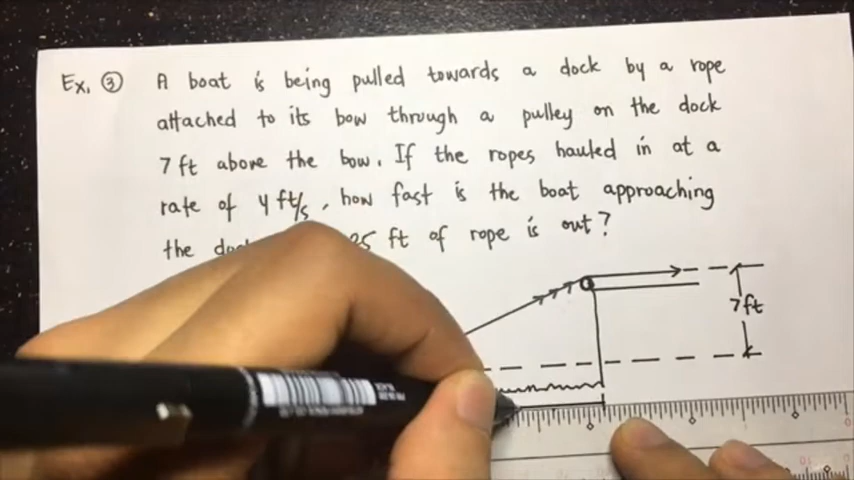 Ex. ③ A boat is being pulled towards a dock by a rope
attached to its bow through a pulley on the dock
7 ft above the bow. If the ropes hauled in at a
rate of 4 ft/s, how fast is the boat approaching
the 25 ft of rope is out?
7 ft